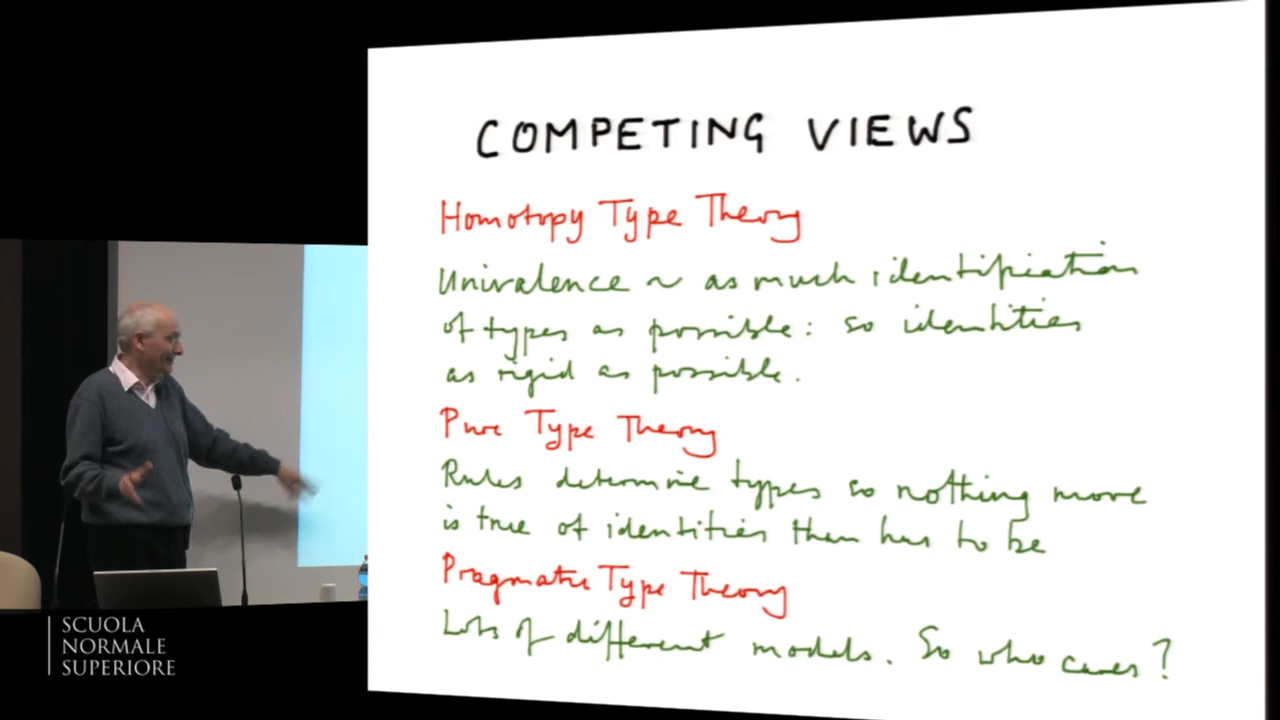 COMPETING VIEWS
Homotopy Type Theory
Univalence ~ as much identification
of types as possible: so identities
as rigid as possible.
Pure Type Theory
Rules determine types so nothing more
is true of identities than has to be
Pragmatic Type Theory
Lots of different models. So who cares?
SCUOLA
NORMALE
SUPERIORE